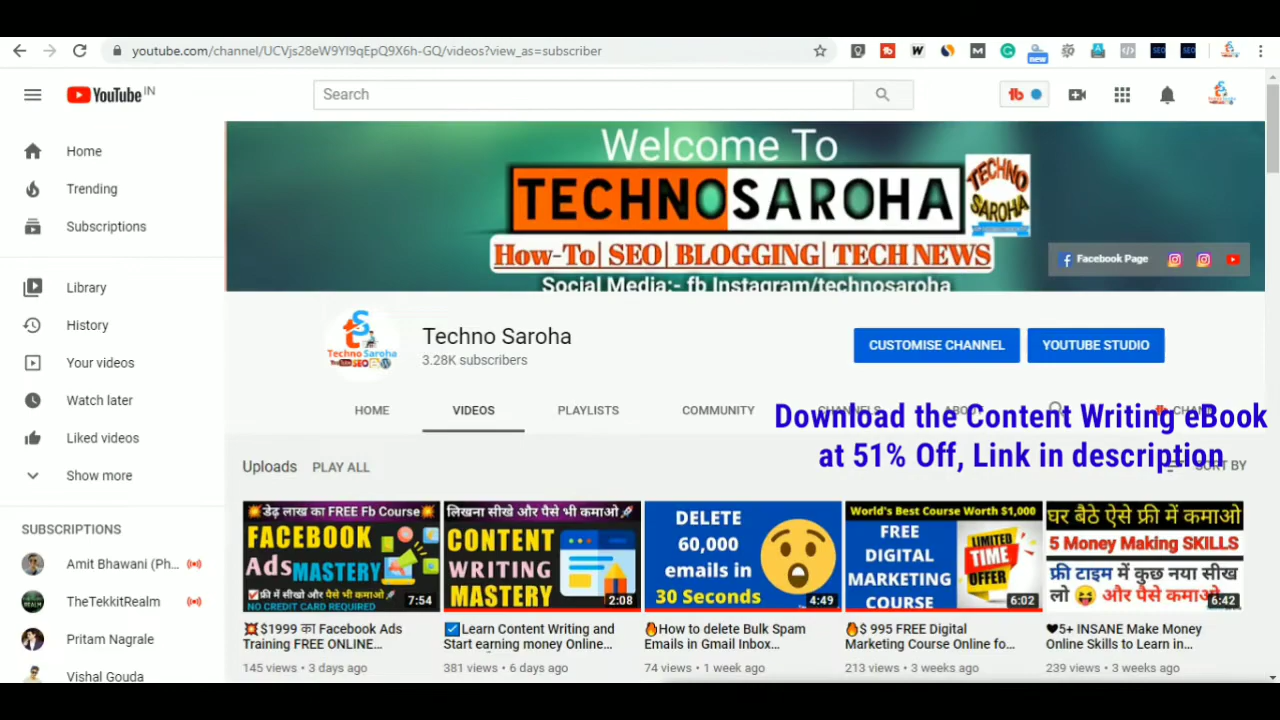 youtube.com/channel/UCVjs28eW9Yl9qEpQ9X6h-GQ/videos?view_as=subscriber
new
SEO
SEO
YouTube IN
Search
Home
Trending
Subscriptions
Library
History
Your videos
Watch later
Liked videos
Show more
SUBSCRIPTIONS
Amit Bhawani (Ph...
TheTekkitRealm
Pritam Nagrale
Vishal Gouda
Welcome To
TECHNOSAROHA
TECHNO
SAROHA
How-To| SEO| BLOGGING| TECH NEWS
Social Media:- fb Instagram/technosaroha
Facebook Page
Techno Saroha
Techno Saroha
3.28K subscribers
CUSTOMISE CHANNEL
YOUTUBE STUDIO
HOME
VIDEOS
PLAYLISTS
COMMUNITY
CHANNELS
ABOUT
Download the Content Writing eBook
at 51% Off, Link in description
Uploads
PLAY ALL
SORT BY
डेढ़ लाख का FREE Fb Course
FACEBOOK
Ads MASTERY
फ्री में सीखो और पैसे भी कमाओ
NO CREDIT CARD REQUIRED
7:54
$1999 का Facebook Ads
Training FREE ONLINE...
145 views • 3 days ago
लिखना सीखे और पैसे भी कमाओ
CONTENT
WRITING
MASTERY
2:08
Learn Content Writing and
Start earning money Online...
381 views • 6 days ago
DELETE
60,000
emails in
30 Seconds
4:49
How to delete Bulk Spam
Emails in Gmail Inbox...
74 views • 1 week ago
World's Best Course Worth $1,000
FREE
DIGITAL
MARKETING
COURSE
LIMITED
TIME
OFFER
6:02
$ 995 FREE Digital
Marketing Course Online fo...
213 views • 3 weeks ago
घर बैठे ऐसे फ्री में कमाओ
5 Money Making SKILLS
फ्री टाइम में कुछ नया सीख
लो और पैसे कमाओ
6:42
5+ INSANE Make Money
Online Skills to Learn in...
239 views • 3 weeks ago